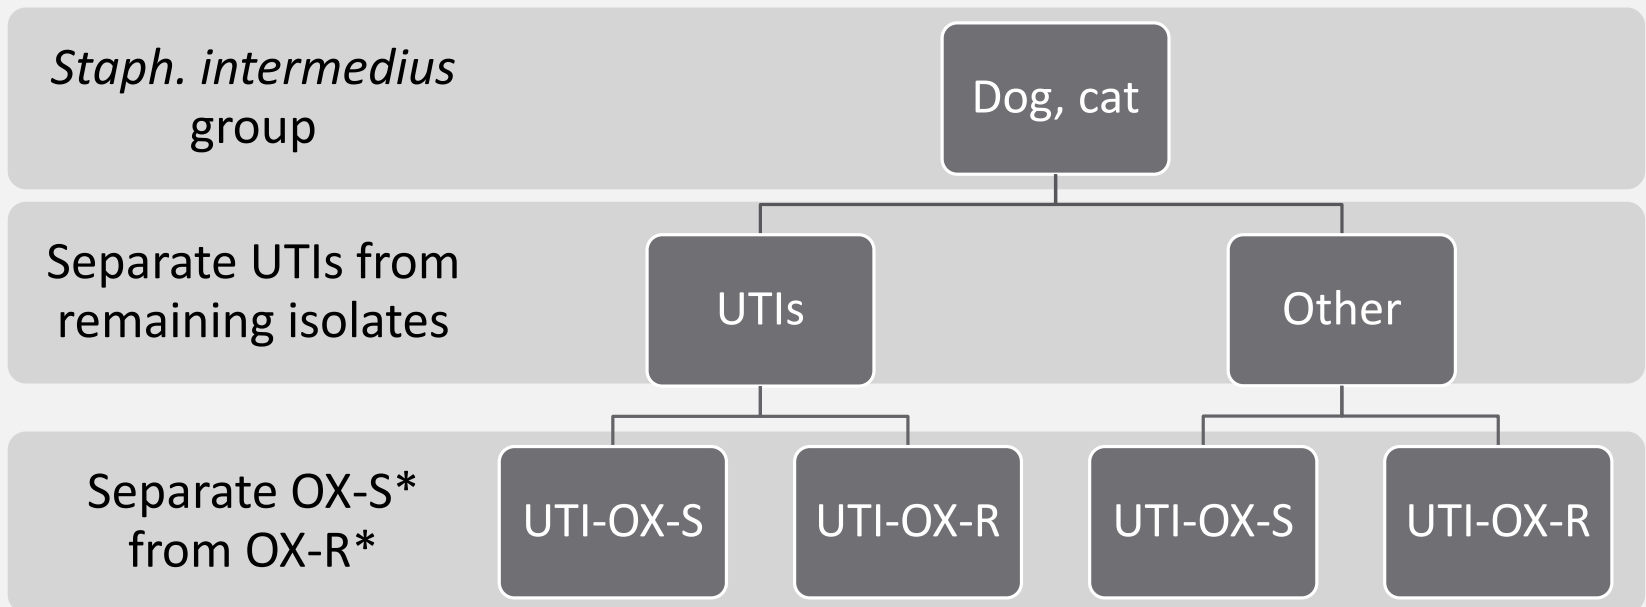 Staph. intermedius
group
Dog, cat
Separate UTIs from
remaining isolates
UTIs
Other
Separate OX-S*
from OX-R*
UTI-OX-S
UTI-OX-R
UTI-OX-S
UTI-OX-R